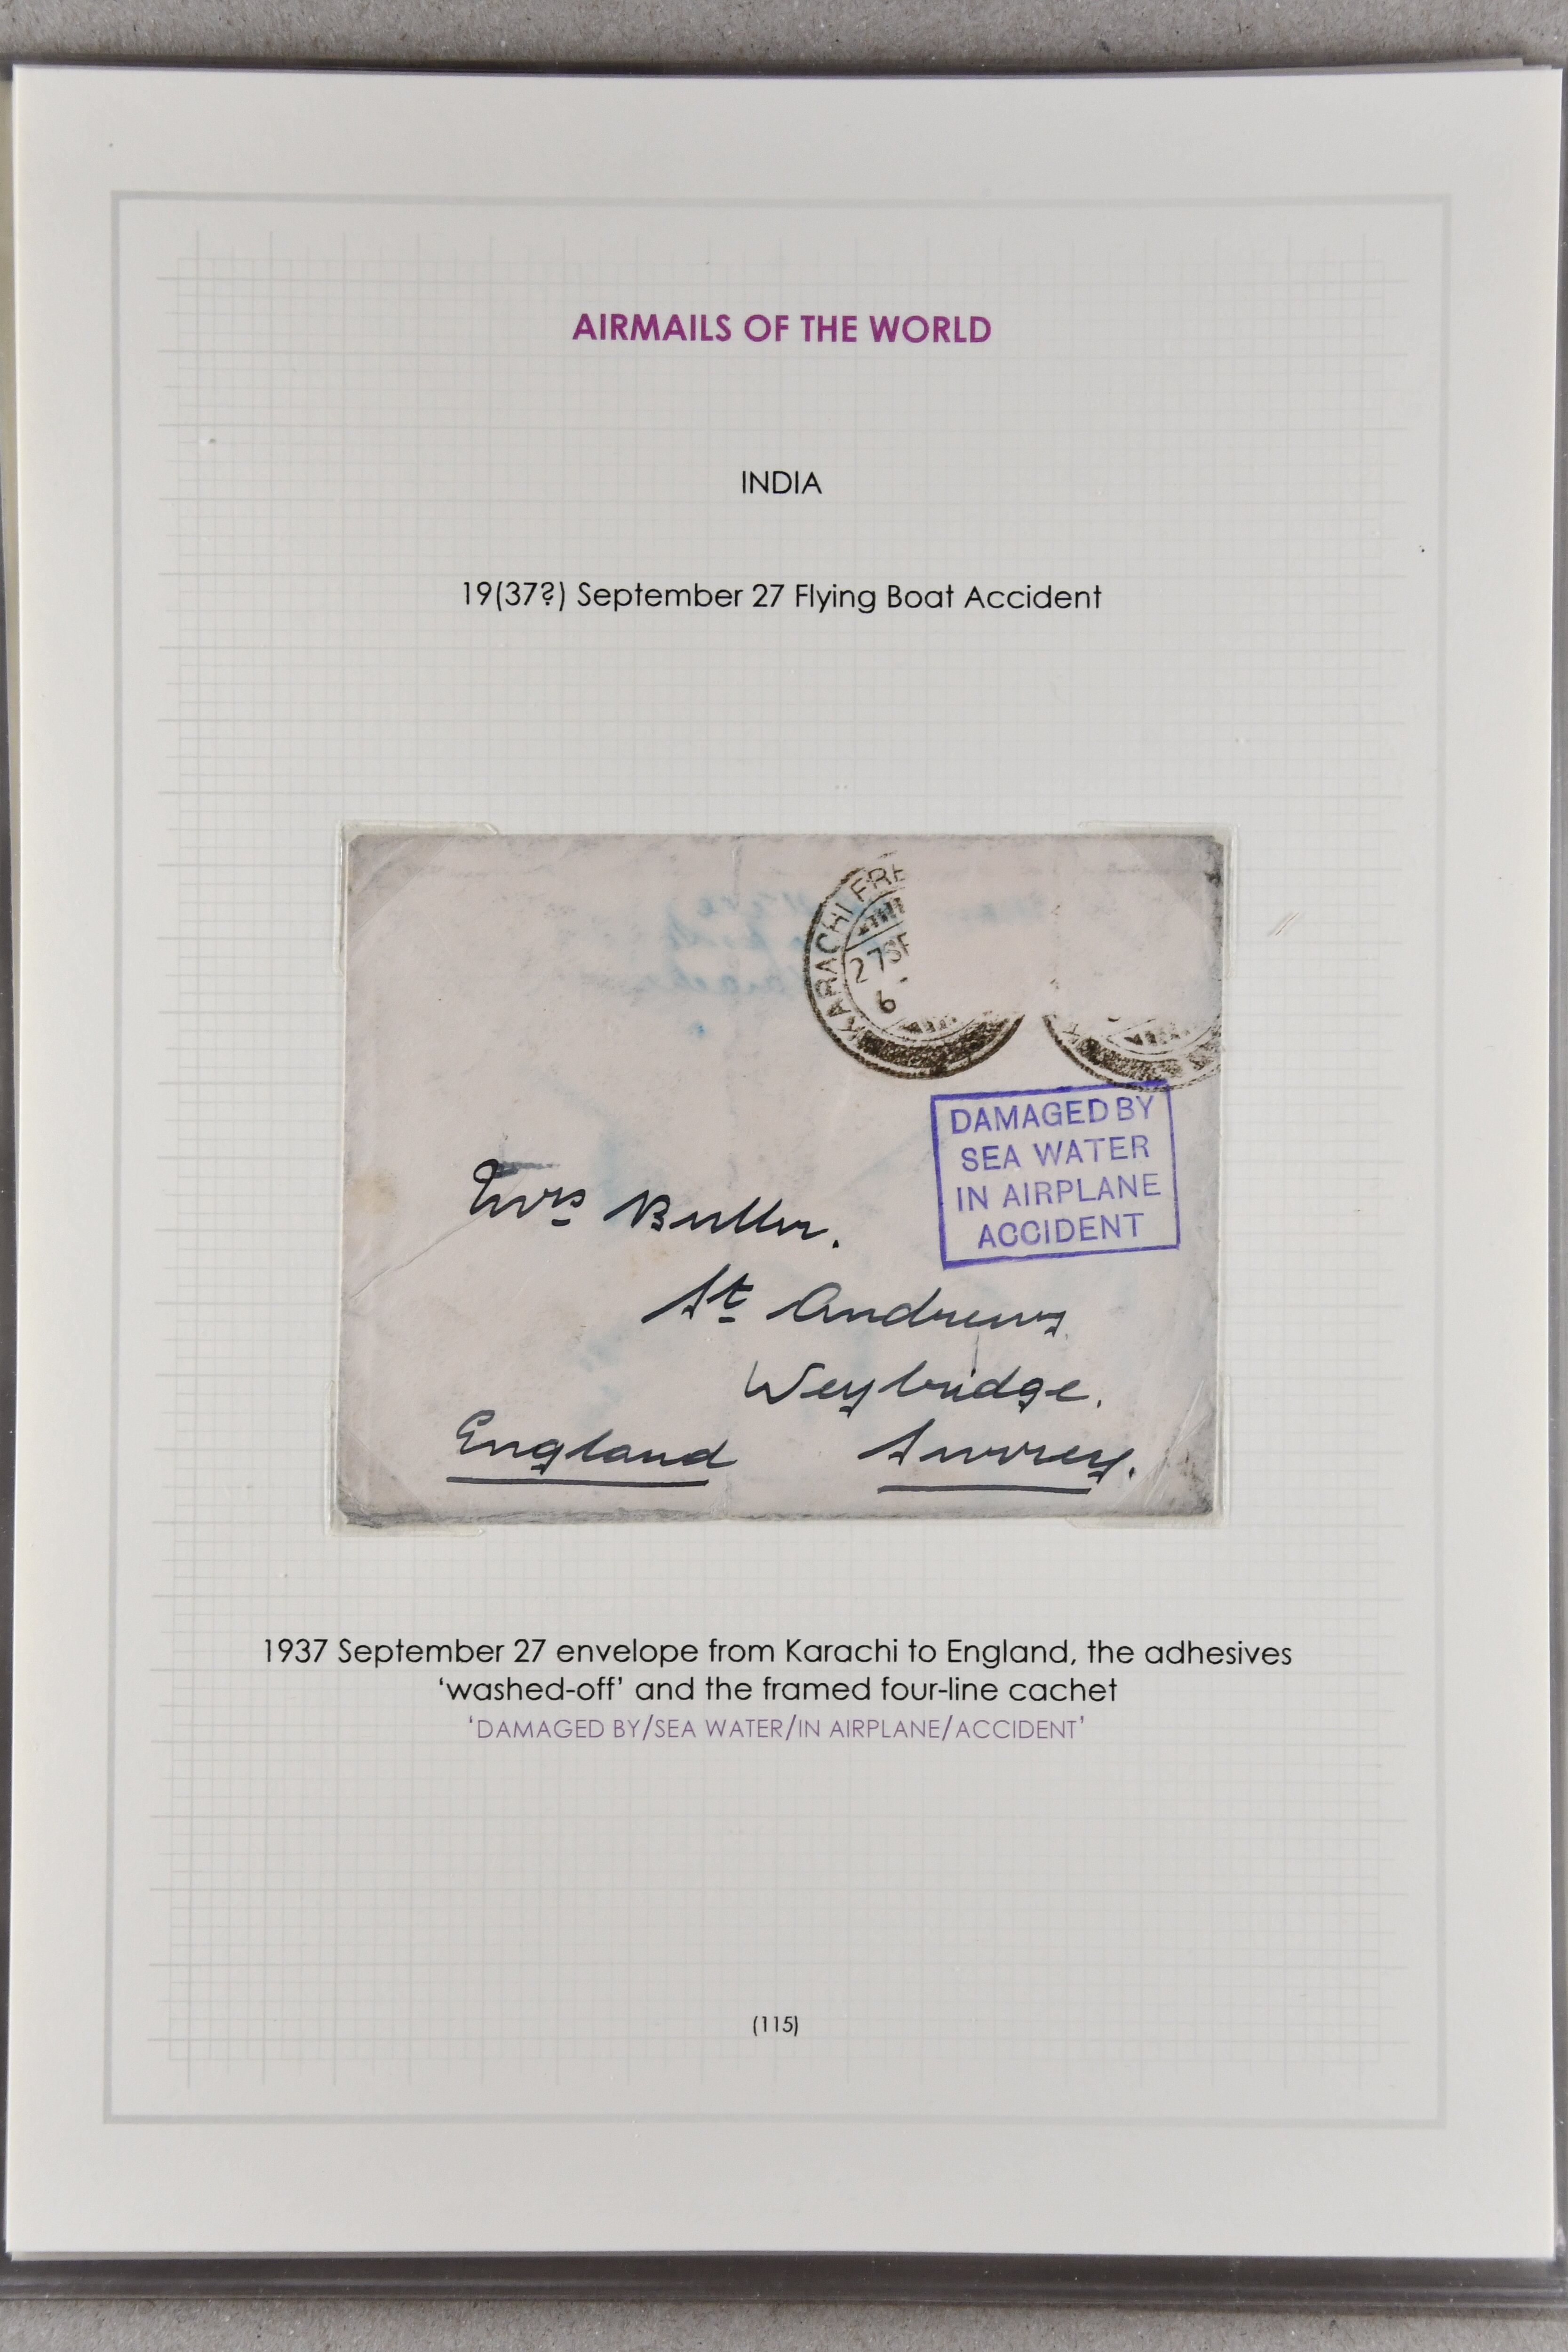 AIRMAILS OF THE WORLD
INDIA
19(37?) September 27 Flying Boat Accident
KARACHI FRE
27 SE
6
DAMAGED BY
SEA WATER
IN AIRPLANE
ACCIDENT
Mrs Butler.
St Andrews
Weybridge.
England Surrey.
1937 September 27 envelope from Karachi to England, the adhesives
‘washed-off’ and the framed four-line cachet
‘DAMAGED BY/SEA WATER/IN AIRPLANE/ACCIDENT’
(115)